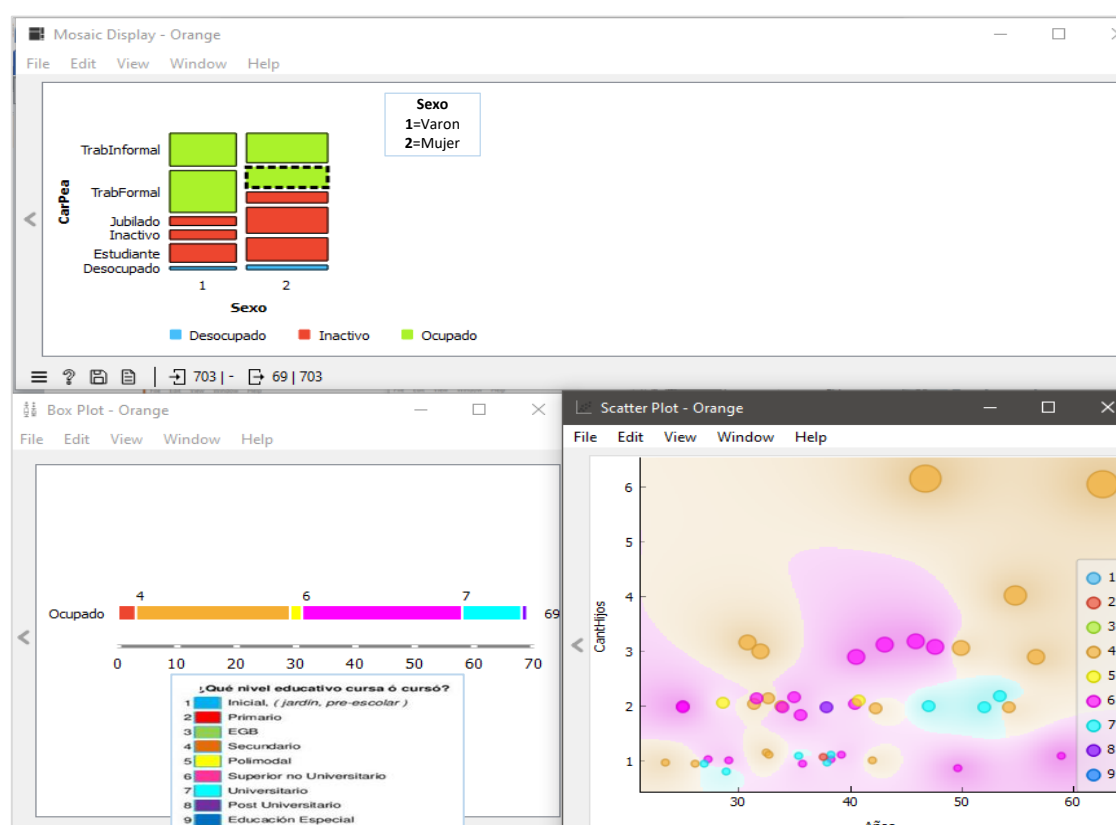 Mosaic Display - Orange
File Edit View Window Help
Sexo
1=Varon
2=Mujer
CarPea
TrabInformal
TrabFormal
Jubilado
Inactivo
Estudiante
Desocupado
1 2
Sexo
Desocupado Inactivo Ocupado
703 | - 69 | 703
Box Plot - Orange
File Edit View Window Help
4 6 7
Ocupado 69
0 10 20 30 40 50 60 70
¿Qué nivel educativo cursa ó cursó?
1 Inicial, ( jardín, pre-escolar )
2 Primario
3 EGB
4 Secundario
5 Polimodal
6 Superior no Universitario
7 Universitario
8 Post Universitario
9 Educación Especial
Scatter Plot - Orange
File Edit View Window Help
CantHijos
6
5
4
3
2
1
30 40 50 60
1
2
3
4
5
6
7
8
9